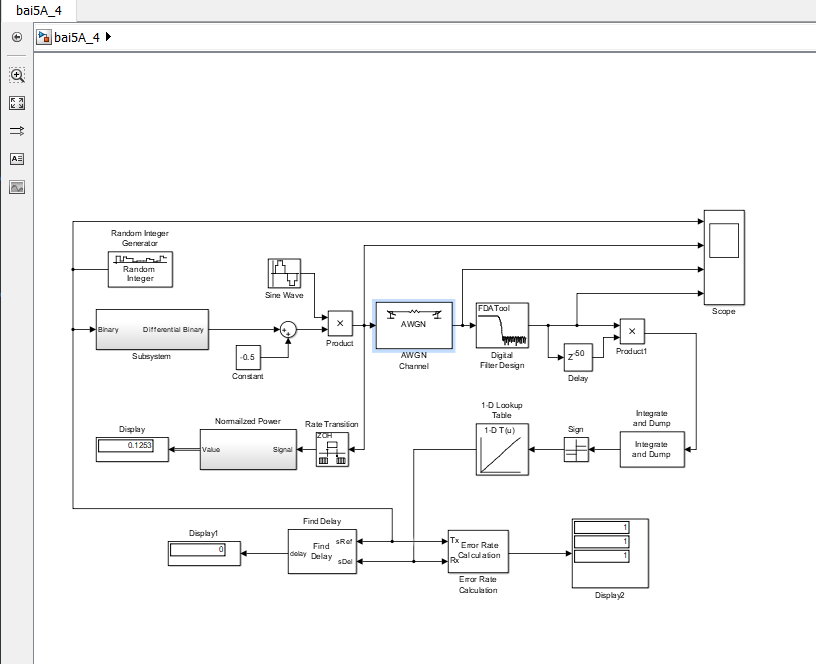 bai5A_4
bai5A_4
Random Integer
Generator
Random
Integer
Sine Wave
Scope
Binary
Differential Binary
Subsystem
-0.5
Constant
Product
AWGN
AWGN
Channel
FDATool
Digital
Filter Design
Z-50
Delay
Product1
Display
0.1253
Normailzed Power
Value
Signal
Rate Transition
ZOH
1-D Lookup
Table
1-D T(u)
Sign
Integrate
and Dump
Integrate
and Dump
Display1
0
Find Delay
delay
Find
Delay
sRef
sDel
Tx
Rx
Error Rate
Calculation
Error Rate
Calculation
1
1
1
Display2